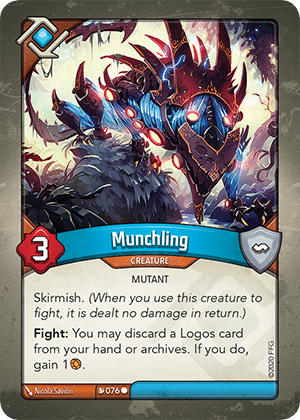 Munchling
CREATURE
3
MUTANT
Skirmish. (When you use this creature to
fight, it is dealt no damage in return.)
Fight: You may discard a Logos card
from your hand or archives. If you do,
gain 1.
Nicola Saviori
076
©2020 FFG